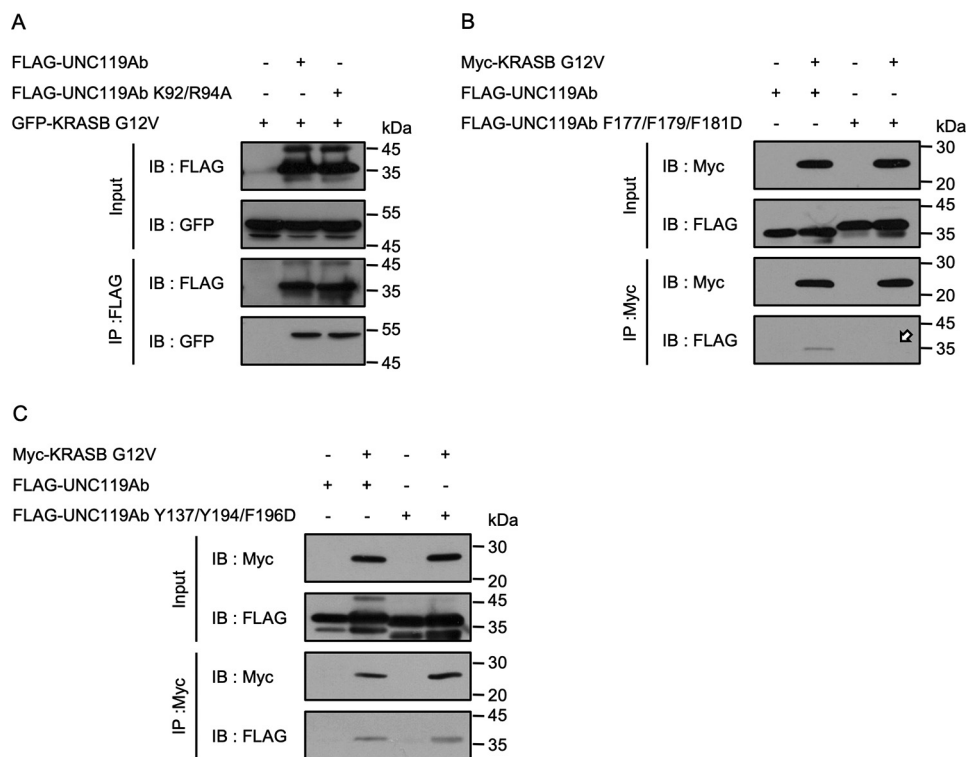 A
FLAG-UNC119Ab - + -
FLAG-UNC119Ab K92/R94A - - +
GFP-KRASB G12V + + +
kDa
Input
IB : FLAG
45
35
IB : GFP
55
45
IP :FLAG
IB : FLAG
45
35
IB : GFP
55
45
B
Myc-KRASB G12V - + - +
FLAG-UNC119Ab + + - -
FLAG-UNC119Ab F177/F179/F181D - - + +
kDa
Input
IB : Myc
30
20
IB : FLAG
45
35
IP :Myc
IB : Myc
30
20
IB : FLAG
45
35
C
Myc-KRASB G12V - + - +
FLAG-UNC119Ab + + - -
FLAG-UNC119Ab Y137/Y194/F196D - - + +
kDa
Input
IB : Myc
30
20
IB : FLAG
45
35
IP :Myc
IB : Myc
30
20
IB : FLAG
45
35